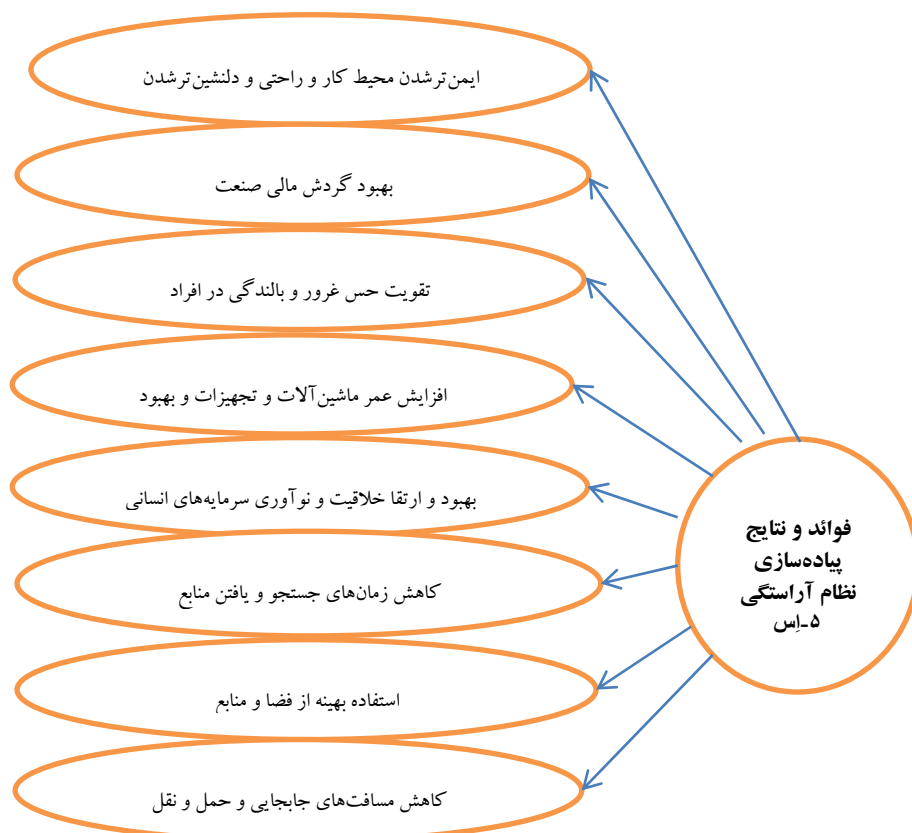 ایمن‌ترشدن محیط کار و راحتی و دلنشین‌ترشدن
بهبود گردش مالی صنعت
تقویت حس غرور و بالندگی در افراد
افزایش عمر ماشین‌آلات و تجهیزات و بهبود
بهبود و ارتقا خلاقیت و نوآوری سرمایه‌های انسانی
کاهش زمان‌های جستجو و یافتن منابع
استفاده بهینه از فضا و منابع
کاهش مسافت‌های جابجایی و حمل و نقل
فوائد و نتایج
پیاده‌سازی
نظام آراستگی
۵-اِس